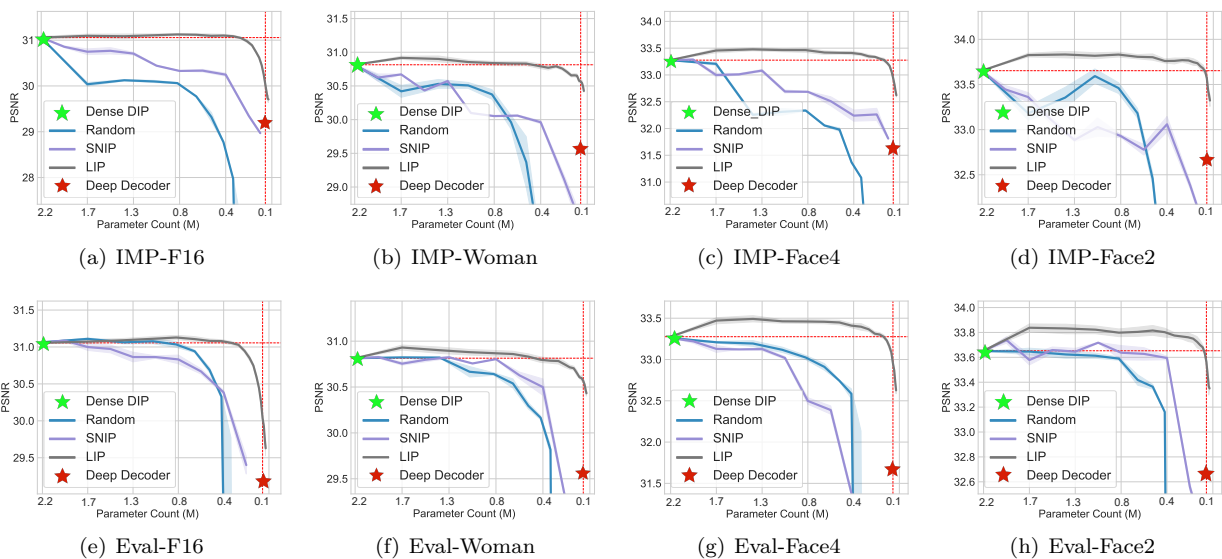 31
30
29
28
PSNR
Dense DIP
Random
SNIP
LIP
Deep Decoder
2.2 1.7 1.3 0.8 0.4 0.1
Parameter Count (M)
(a) IMP-F16
31.5
31.0
30.5
30.0
29.5
29.0
PSNR
Dense DIP
Random
SNIP
LIP
Deep Decoder
2.2 1.7 1.3 0.8 0.4 0.1
Parameter Count (M)
(b) IMP-Woman
34.0
33.5
33.0
32.5
32.0
31.5
31.0
PSNR
Dense DIP
Random
SNIP
LIP
Deep Decoder
2.2 1.7 1.3 0.8 0.4 0.1
Parameter Count (M)
(c) IMP-Face4
34.0
33.5
33.0
32.5
PSNR
Dense DIP
Random
SNIP
LIP
Deep Decoder
2.2 1.7 1.3 0.8 0.4 0.1
Parameter Count (M)
(d) IMP-Face2
31.5
31.0
30.5
30.0
29.5
PSNR
Dense DIP
Random
SNIP
LIP
Deep Decoder
2.2 1.7 1.3 0.8 0.4 0.1
Parameter Count (M)
(e) Eval-F16
31.0
30.5
30.0
29.5
PSNR
Dense DIP
Random
SNIP
LIP
Deep Decoder
2.2 1.7 1.3 0.8 0.4 0.1
Parameter Count (M)
(f) Eval-Woman
33.5
33.0
32.5
32.0
31.5
PSNR
Dense DIP
Random
SNIP
LIP
Deep Decoder
2.2 1.7 1.3 0.8 0.4 0.1
Parameter Count (M)
(g) Eval-Face4
34.0
33.8
33.6
33.4
33.2
33.0
32.8
32.6
PSNR
Dense DIP
Random
SNIP
LIP
Deep Decoder
2.2 1.7 1.3 0.8 0.4 0.1
Parameter Count (M)
(h) Eval-Face2